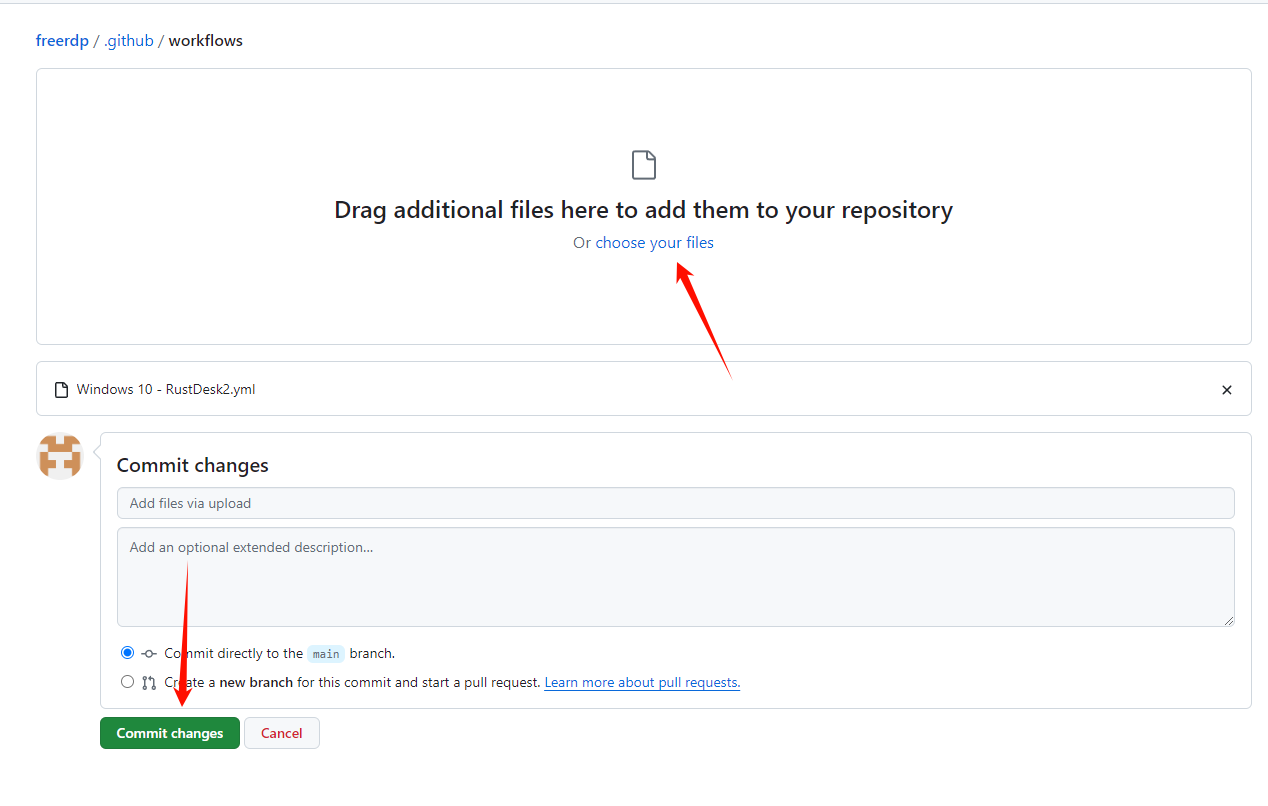 freerdp / .github / workflows
Drag additional files here to add them to your repository
Or choose your files
Windows 10 - RustDesk2.yml
Commit changes
Add files via upload
Add an optional extended description...
Commit directly to the main branch.
Create a new branch for this commit and start a pull request. Learn more about pull requests.
Commit changes Cancel